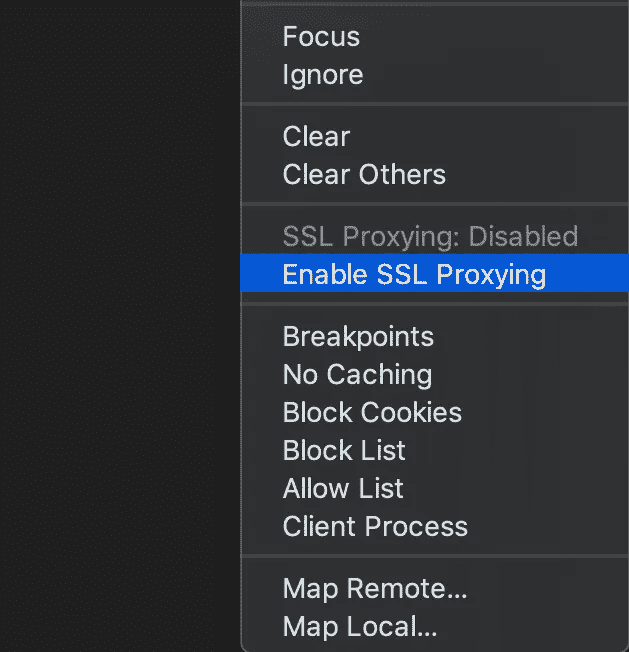 Focus
Ignore
Clear
Clear Others
SSL Proxying: Disabled
Enable SSL Proxying
Breakpoints
No Caching
Block Cookies
Block List
Allow List
Client Process
Map Remote...
Map Local...